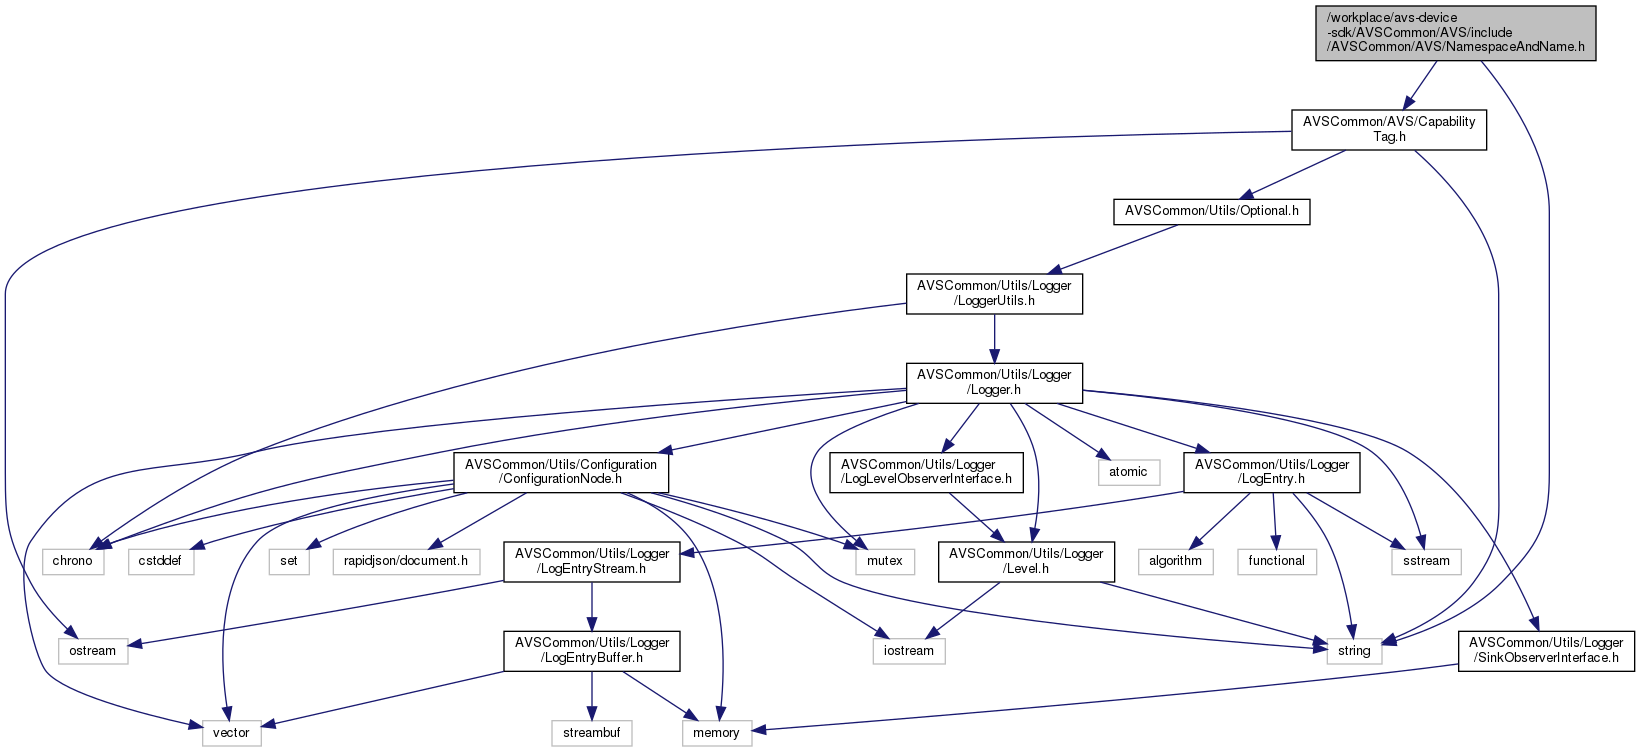 /workplace/avs-device
-sdk/AVSCommon/AVS/include
/AVSCommon/AVS/NamespaceAndName.h
AVSCommon/AVS/Capability
Tag.h
AVSCommon/Utils/Optional.h
AVSCommon/Utils/Logger
/LoggerUtils.h
AVSCommon/Utils/Logger
/Logger.h
AVSCommon/Utils/Configuration
/ConfigurationNode.h
AVSCommon/Utils/Logger
/LogLevelObserverInterface.h
atomic
AVSCommon/Utils/Logger
/LogEntry.h
chrono
cstddef
set
rapidjson/document.h
AVSCommon/Utils/Logger
/LogEntryStream.h
mutex
AVSCommon/Utils/Logger
/Level.h
algorithm
functional
sstream
ostream
AVSCommon/Utils/Logger
/LogEntryBuffer.h
iostream
string
AVSCommon/Utils/Logger
/SinkObserverInterface.h
vector
streambuf
memory